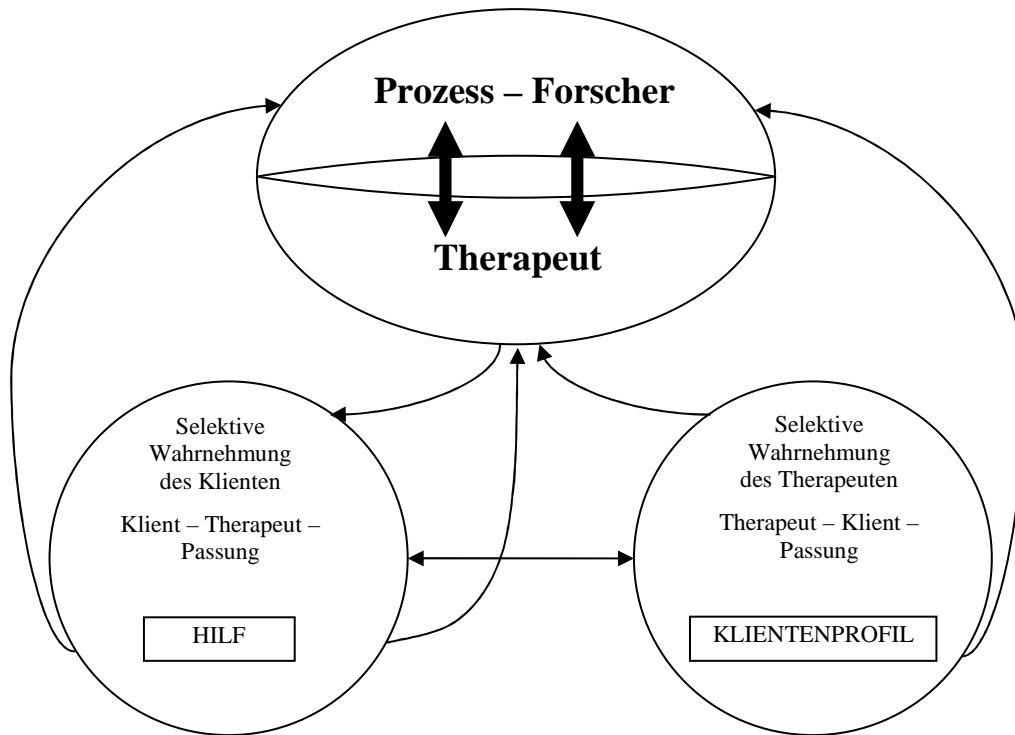 Prozess – Forscher
Therapeut
Selektive
Wahrnehmung
des Klienten
Klient – Therapeut –
Passung
HILF
Selektive
Wahrnehmung
des Therapeuten
Therapeut – Klient –
Passung
KLIENTENPROFIL